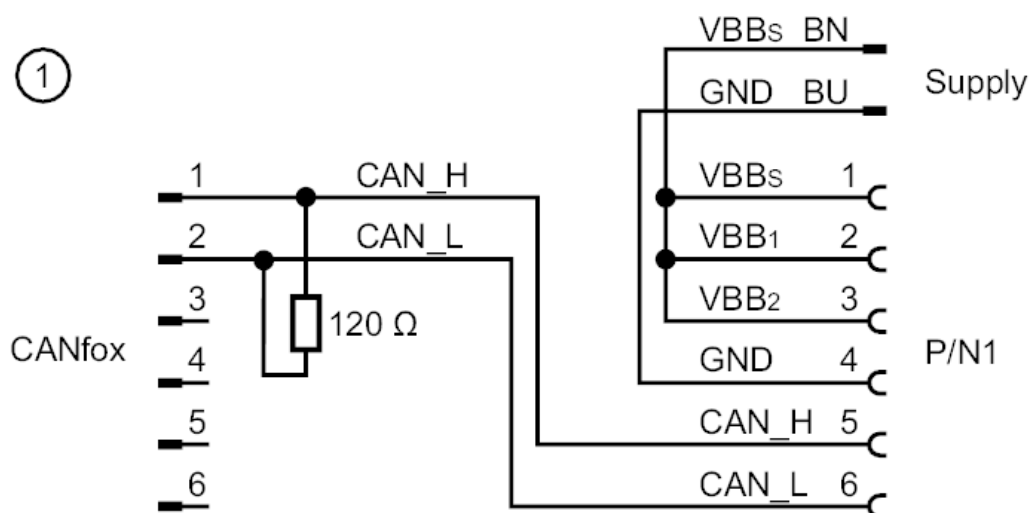 1
VBBs BN
GND BU
Supply
1 CAN_H
2 CAN_L
3
4
5
6
120 Ω
CANfox
VBBs 1
VBB1 2
VBB2 3
GND 4
CAN_H 5
CAN_L 6
P/N1